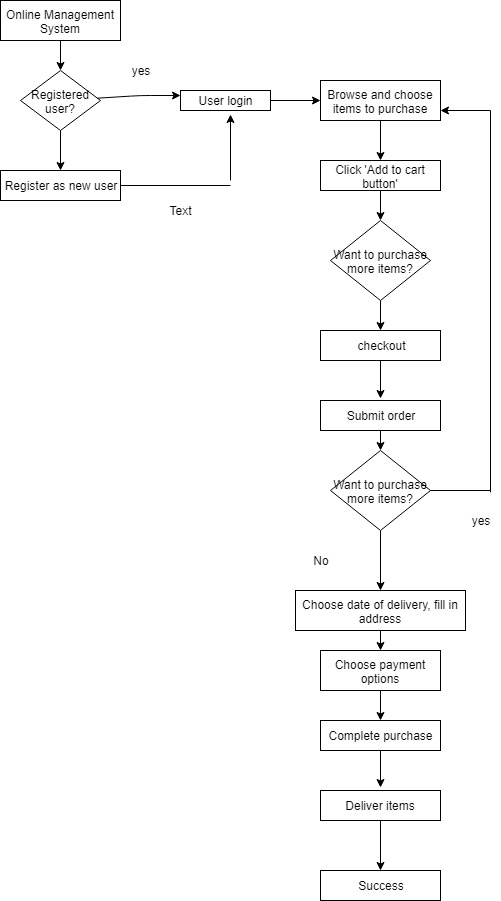 Online Management
System
yes
Registered
user?
User login
Browse and choose
items to purchase
Click 'Add to cart
button'
Register as new user
Text
Want to purchase
more items?
checkout
Submit order
Want to purchase
more items?
yes
No
Choose date of delivery, fill in
address
Choose payment
options
Complete purchase
Deliver items
Success